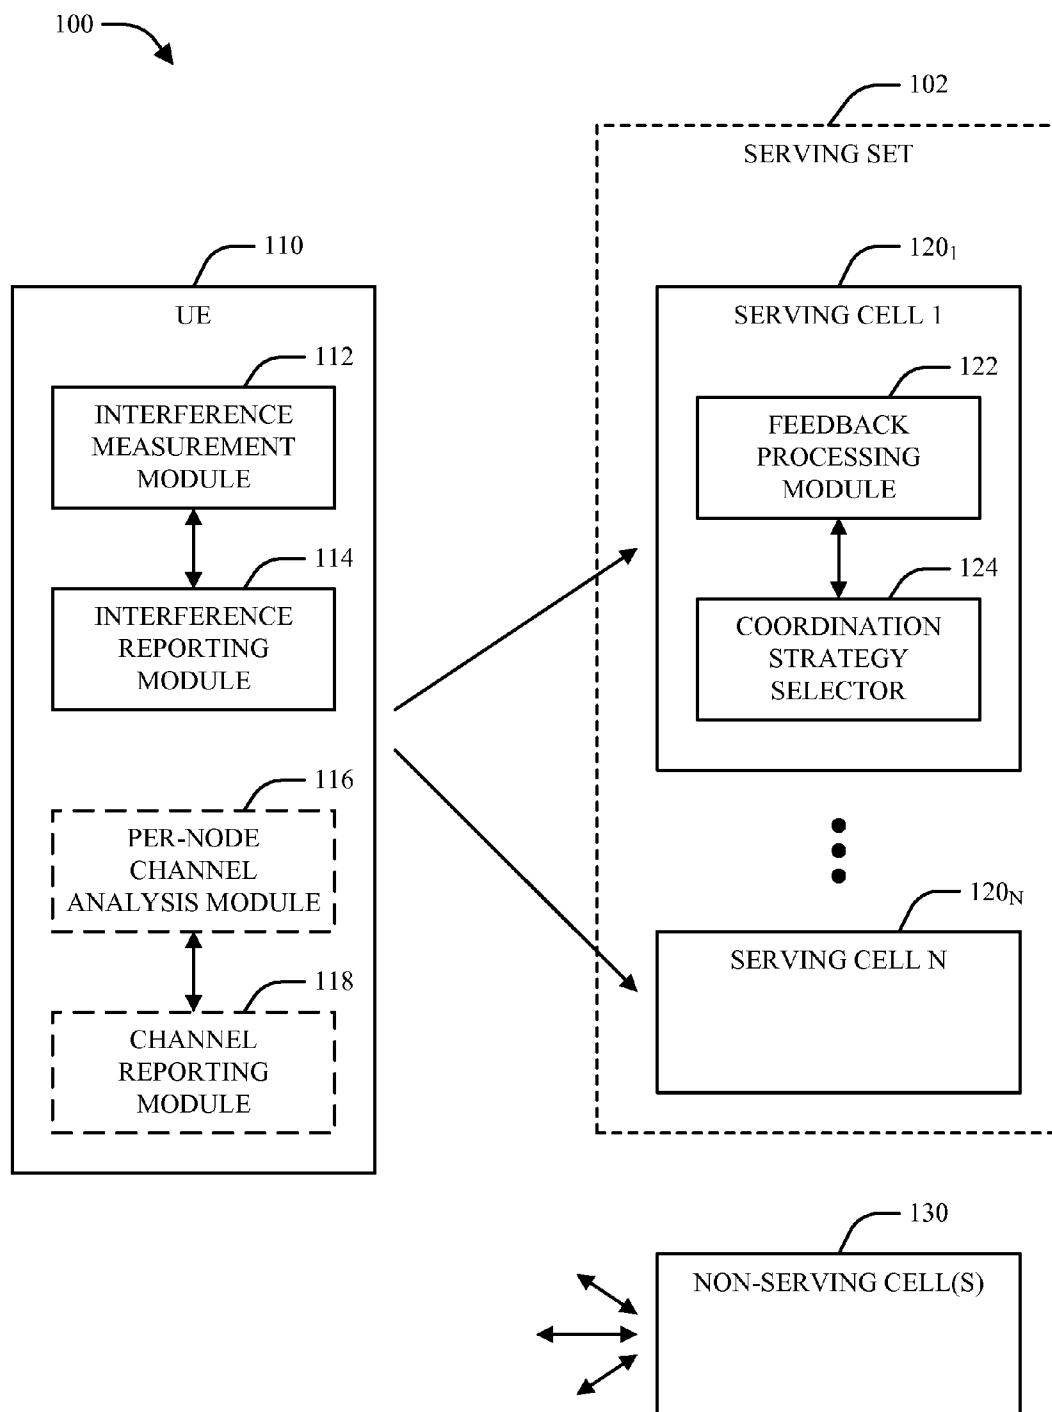 100
102
SERVING SET
110
UE
112
INTERFERENCE
MEASUREMENT
MODULE
114
INTERFERENCE
REPORTING
MODULE
116
PER-NODE
CHANNEL
ANALYSIS MODULE
118
CHANNEL
REPORTING
MODULE
120₁
SERVING CELL 1
122
FEEDBACK
PROCESSING
MODULE
124
COORDINATION
STRATEGY
SELECTOR
120_N
SERVING CELL N
130
NON-SERVING CELL(S)